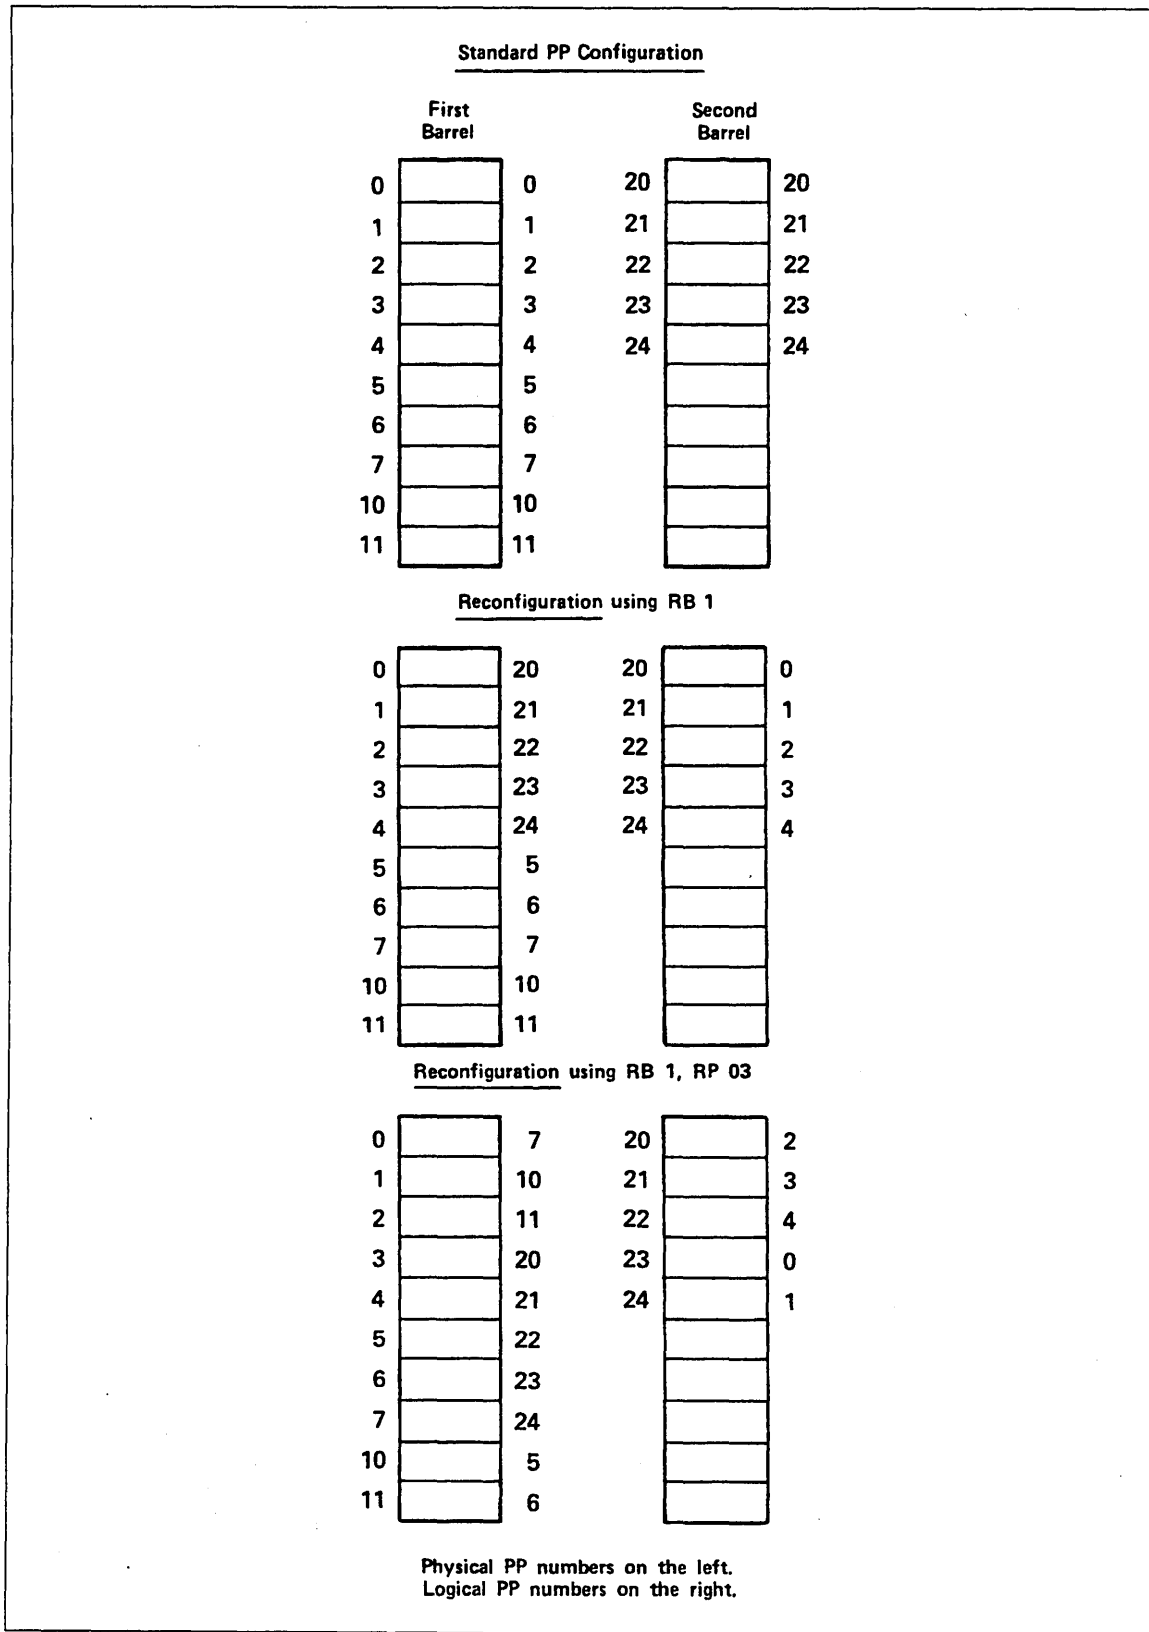 Standard PP Configuration
First Barrel Second Barrel
0 0 20 20
1 1 21 21
2 2 22 22
3 3 23 23
4 4 24 24
5 5
6 6
7 7
10 10
11 11
Reconfiguration using RB 1
0 20 20 0
1 21 21 1
2 22 22 2
3 23 23 3
4 24 24 4
5 5
6 6
7 7
10 10
11 11
Reconfiguration using RB 1, RP 03
0 7 20 2
1 10 21 3
2 11 22 4
3 20 23 0
4 21 24 1
5 22
6 23
7 24
10 5
11 6
Physical PP numbers on the left.
Logical PP numbers on the right.